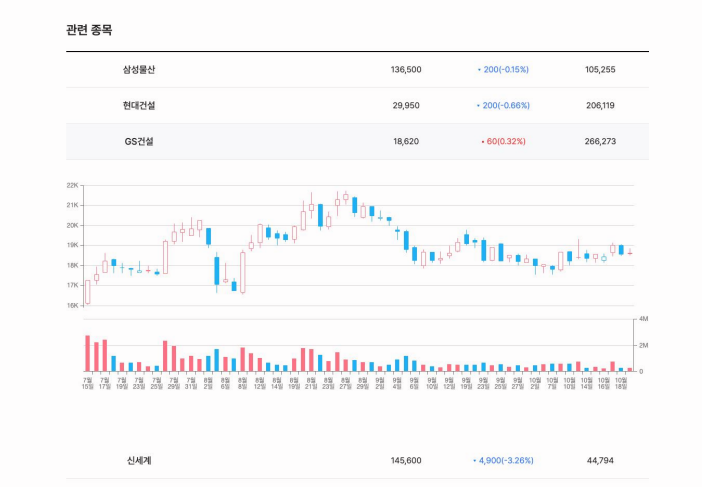 관련 종목
삼성물산 136,500 • 200(-0.15%) 105,255
현대건설 29,950 • 200(-0.66%) 206,119
GS건설 18,620 • 60(0.32%) 266,273
22K
21K
20K
19K
18K
17K
16K
4M
2M
0
7월 7월 7월 7월 7월 7월 7월 8월 8월 8월 8월 8월 8월 8월 8월 8월 8월 9월 9월 9월 9월 9월 9월 9월 9월 9월 10월 10월 10월 10월 10월 10월
15일 17일 19일 23일 25일 29일 31일 2일 6일 8일 12일 14일 19일 21일 23일 27일 29일 2일 4일 6일 10일 12일 19일 23일 25일 27일 2일 7일 10일 14일 16일 18일
신세계 145,600 • 4,900(-3.26%) 44,794